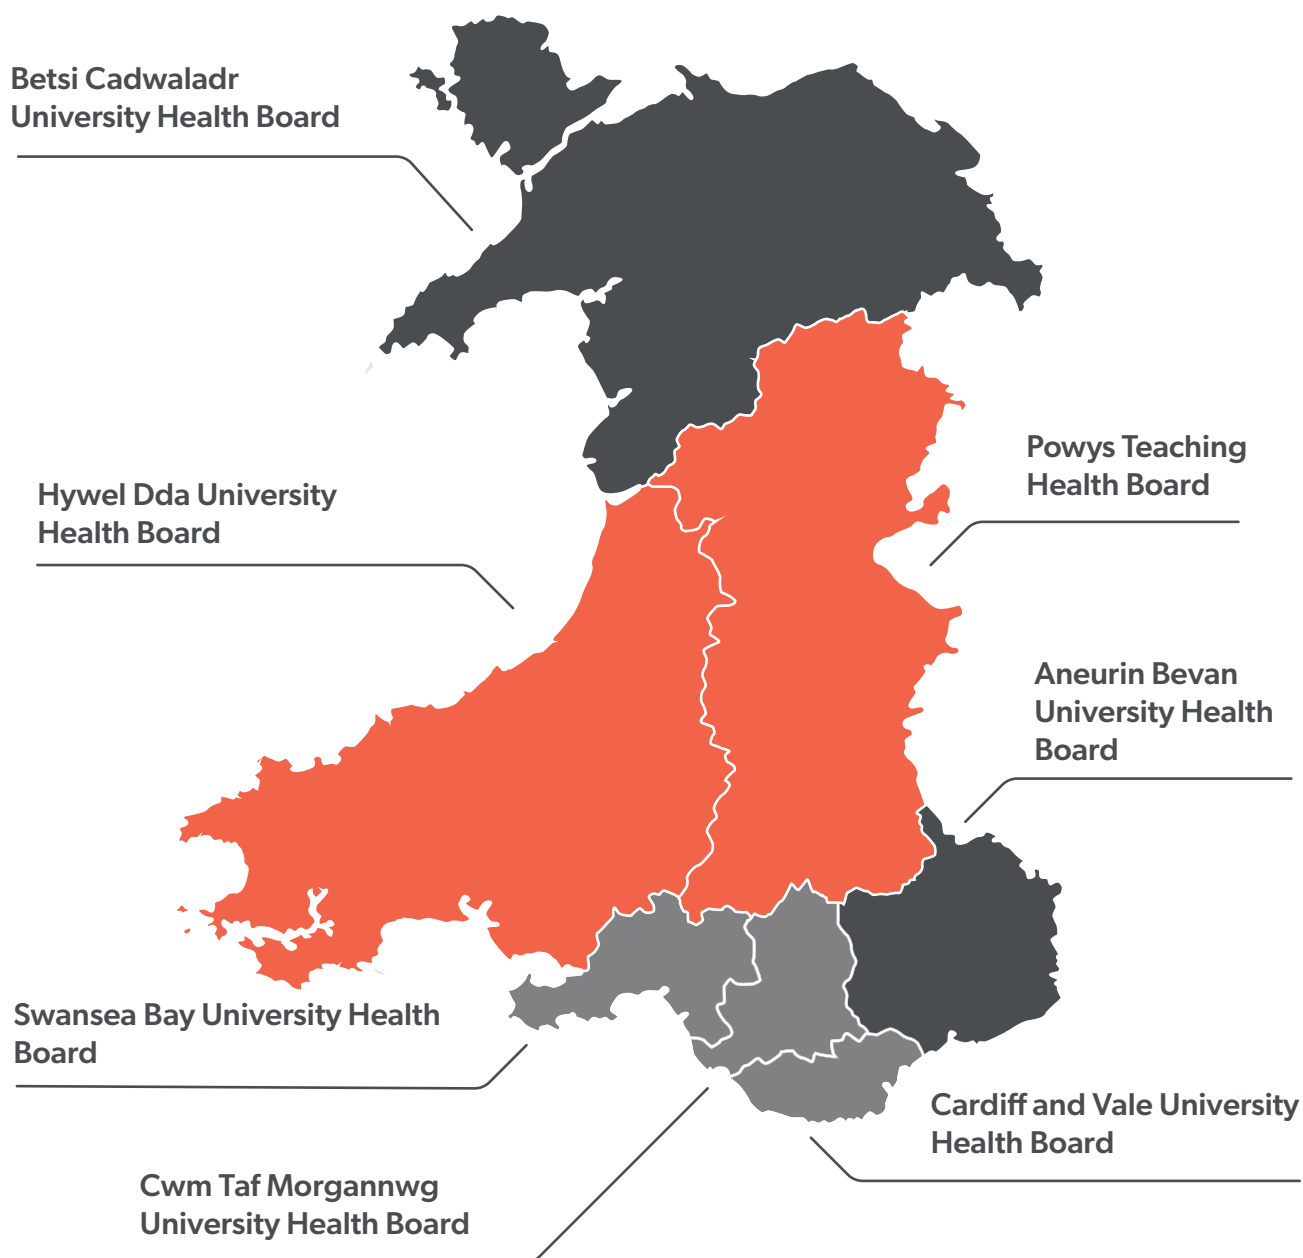 Betsi Cadwaladr
University Health Board
Powys Teaching
Health Board
Hywel Dda University
Health Board
Aneurin Bevan
University Health
Board
Swansea Bay University Health
Board
Cardiff and Vale University
Health Board
Cwm Taf Morgannwg
University Health Board